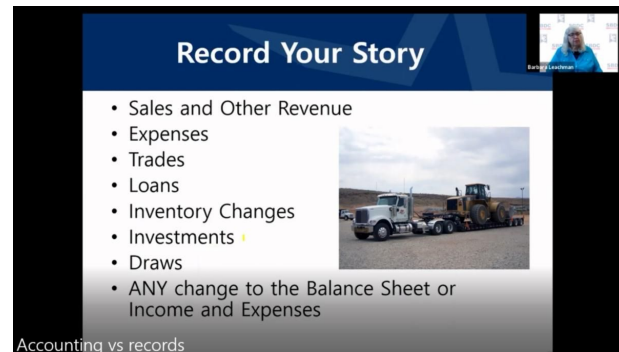 Record Your Story
Barbara Leachman
• Sales and Other Revenue
• Expenses
• Trades
• Loans
• Inventory Changes
• Investments
• Draws
• ANY change to the Balance Sheet or
Income and Expenses
Accounting vs records